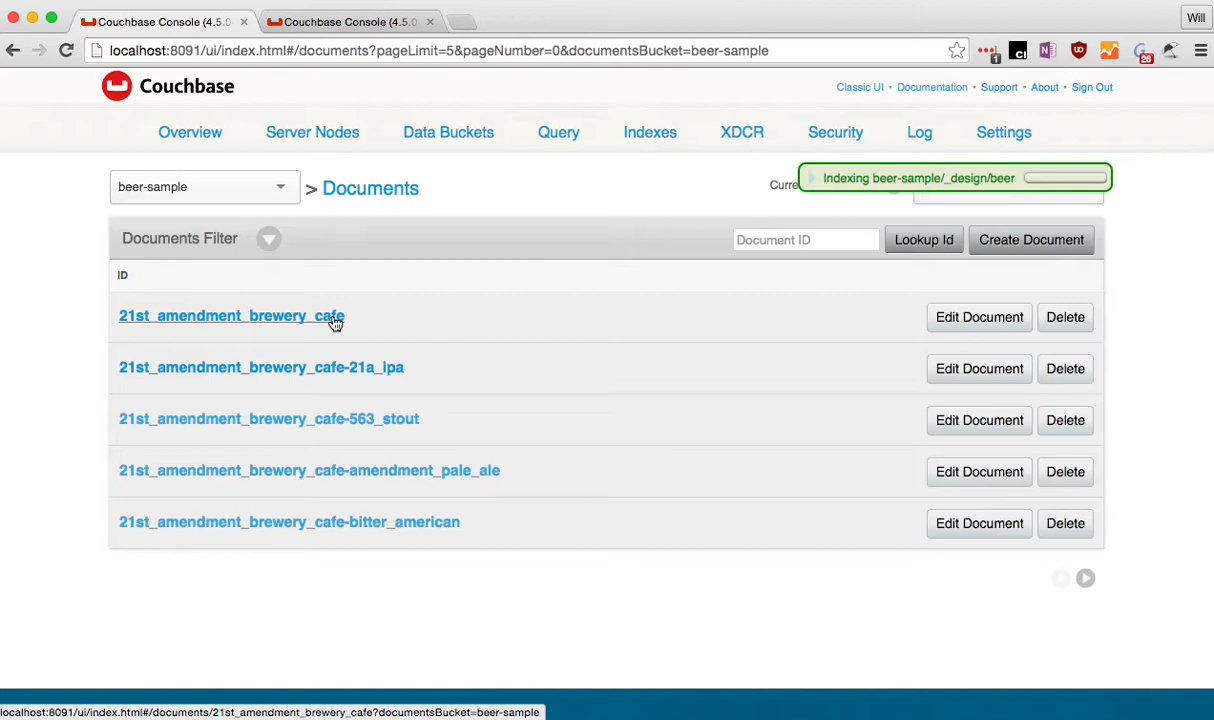 Couchbase Console (4.5.0
Couchbase Console (4.5.0
Will
localhost:8091/ui/index.html#/documents?pageLimit=5&pageNumber=0&documentsBucket=beer-sample
1
26
Couchbase
Classic UI • Documentation • Support • About • Sign Out
Overview Server Nodes Data Buckets Query Indexes XDCR Security Log Settings
beer-sample > Documents
Curre
Indexing beer-sample/_design/beer
Documents Filter
Document ID Lookup Id Create Document
ID
21st_amendment_brewery_cafe Edit Document Delete
21st_amendment_brewery_cafe-21a_ipa Edit Document Delete
21st_amendment_brewery_cafe-563_stout Edit Document Delete
21st_amendment_brewery_cafe-amendment_pale_ale Edit Document Delete
21st_amendment_brewery_cafe-bitter_american Edit Document Delete
localhost:8091/ui/index.html#/documents/21st_amendment_brewery_cafe?documentsBucket=beer-sample